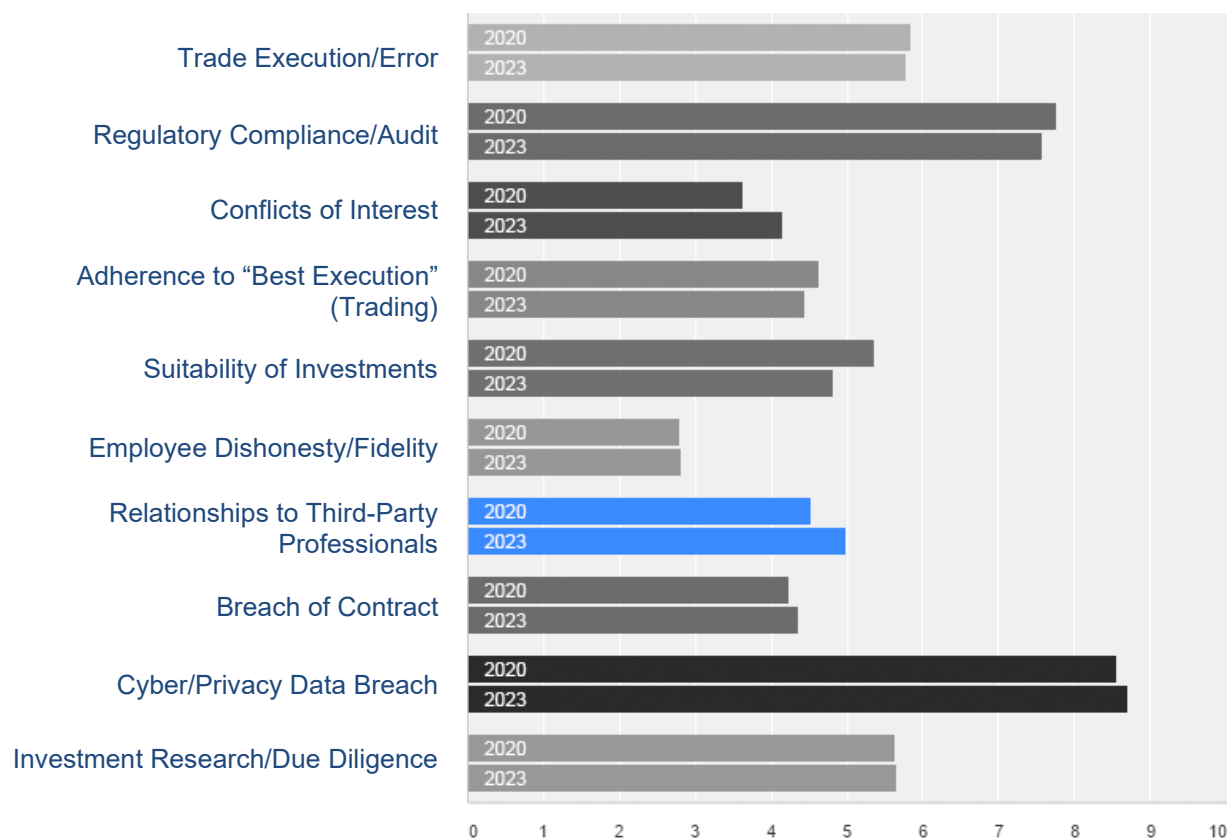 Trade Execution/Error
2020
2023
Regulatory Compliance/Audit
2020
2023
Conflicts of Interest
2020
2023
Adherence to “Best Execution”
(Trading)
2020
2023
Suitability of Investments
2020
2023
Employee Dishonesty/Fidelity
2020
2023
Relationships to Third-Party
Professionals
2020
2023
Breach of Contract
2020
2023
Cyber/Privacy Data Breach
2020
2023
Investment Research/Due Diligence
2020
2023
0 1 2 3 4 5 6 7 8 9 10